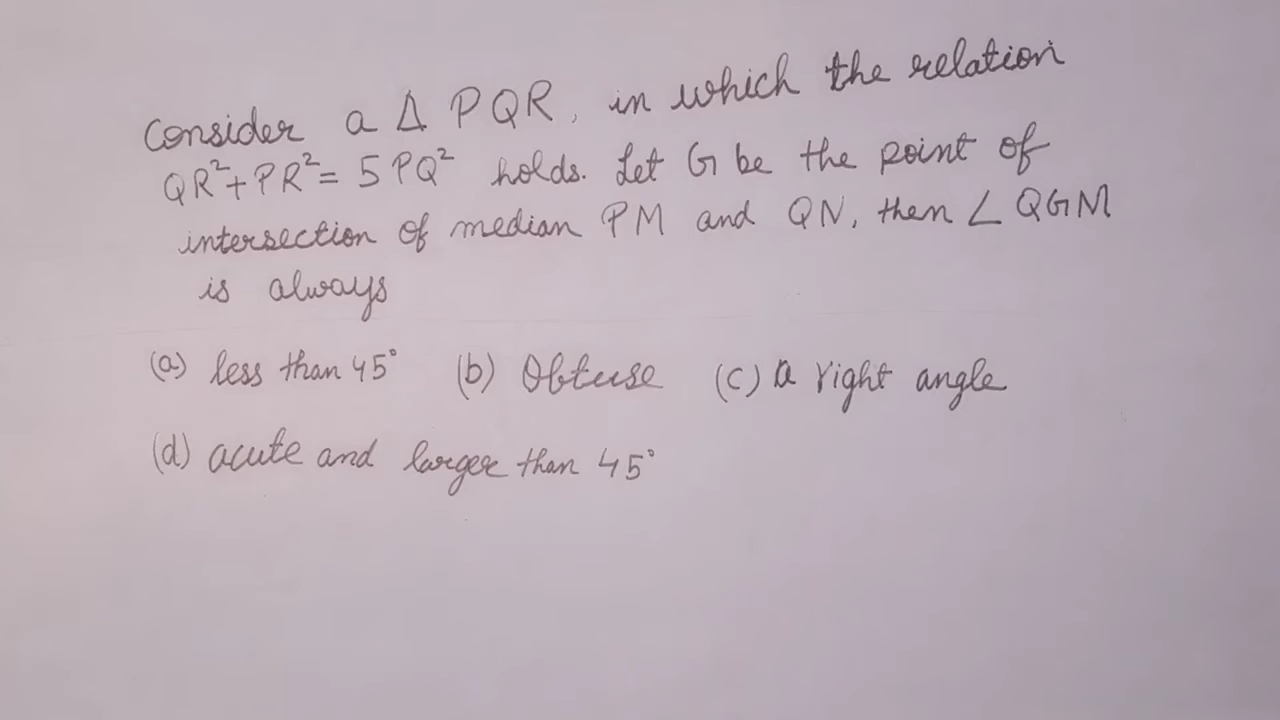 Consider a Δ PQR, in which the relation
QR²+PR²= 5PQ² holds. Let G be the point of
intersection of median PM and QN, then ∠QGM
is always
(a) less than 45° (b) Obtuse (c) a right angle
(d) acute and larger than 45°